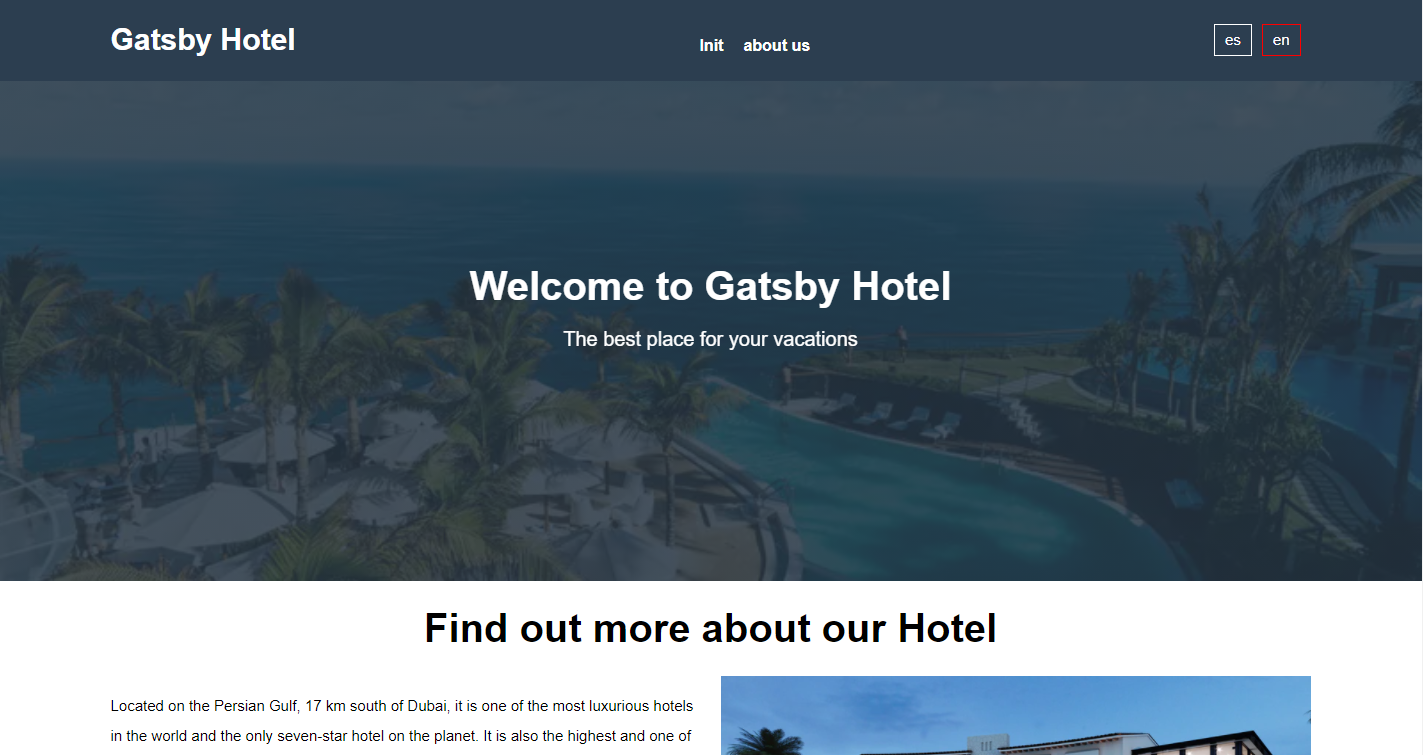 Gatsby Hotel
Init about us
es en
Welcome to Gatsby Hotel
The best place for your vacations
Find out more about our Hotel
Located on the Persian Gulf, 17 km south of Dubai, it is one of the most luxurious hotels
in the world and the only seven-star hotel on the planet. It is also the highest and one of